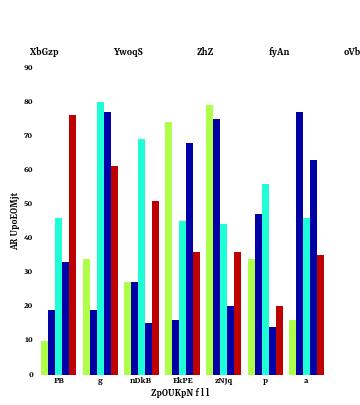 XbGzp YwoqS ZhZ fyAn oVb
90
80
70
60
50
40
30
20
10
0
AR UpoEOMjt
PB g nDkB EkPE zNJq p a
ZpOUKpN f l l